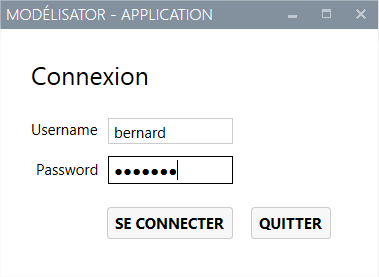 MODÉLISATOR - APPLICATION
Connexion
Username bernard
Password ●●●●●●●
SE CONNECTER QUITTER